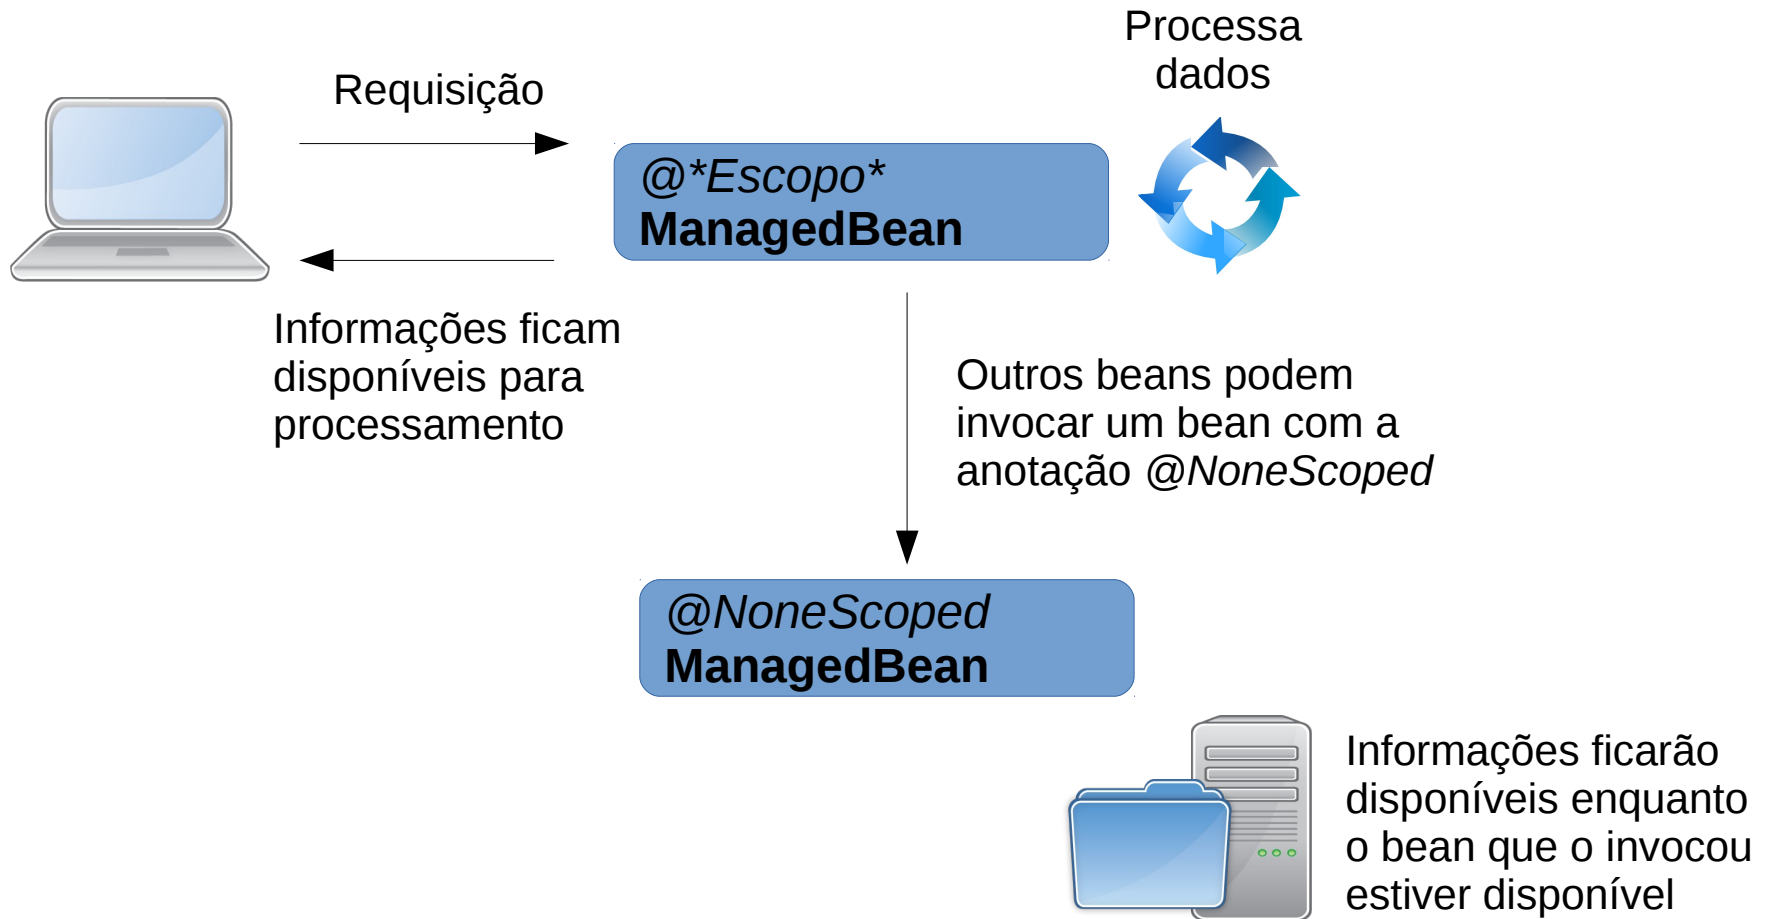 Processa
dados
Requisição
@*Escopo*
ManagedBean
Informações ficam
disponíveis para
processamento
Outros beans podem
invocar um bean com a
anotação @NoneScoped
@NoneScoped
ManagedBean
Informações ficarão
disponíveis enquanto
o bean que o invocou
estiver disponível